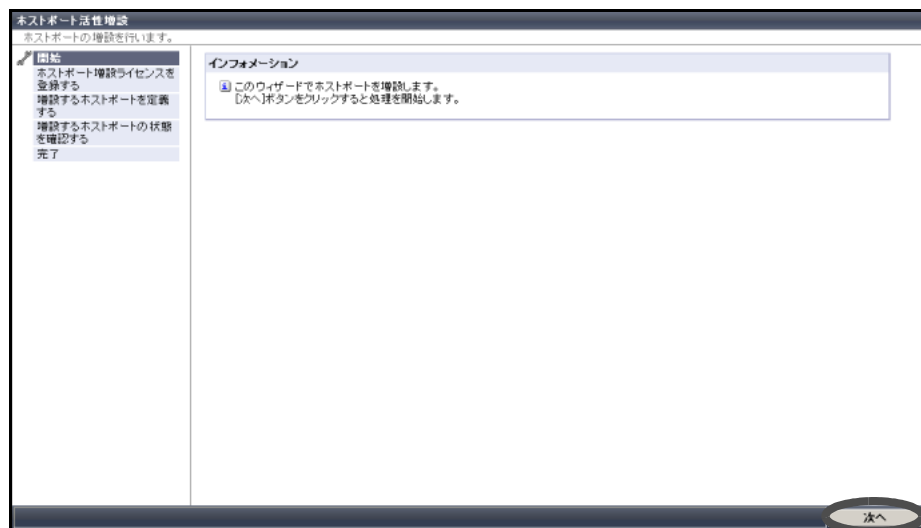 ホストポート活性増設
ホストポートの増設を行います。
開始
ホストポート増設ライセンスを
登録する
増設するホストポートを定義
する
増設するホストポートの状態
を確認する
完了
インフォメーション
このウィザードでホストポートを増設します。
[次へ]ボタンをクリックすると処理を開始します。
次へ